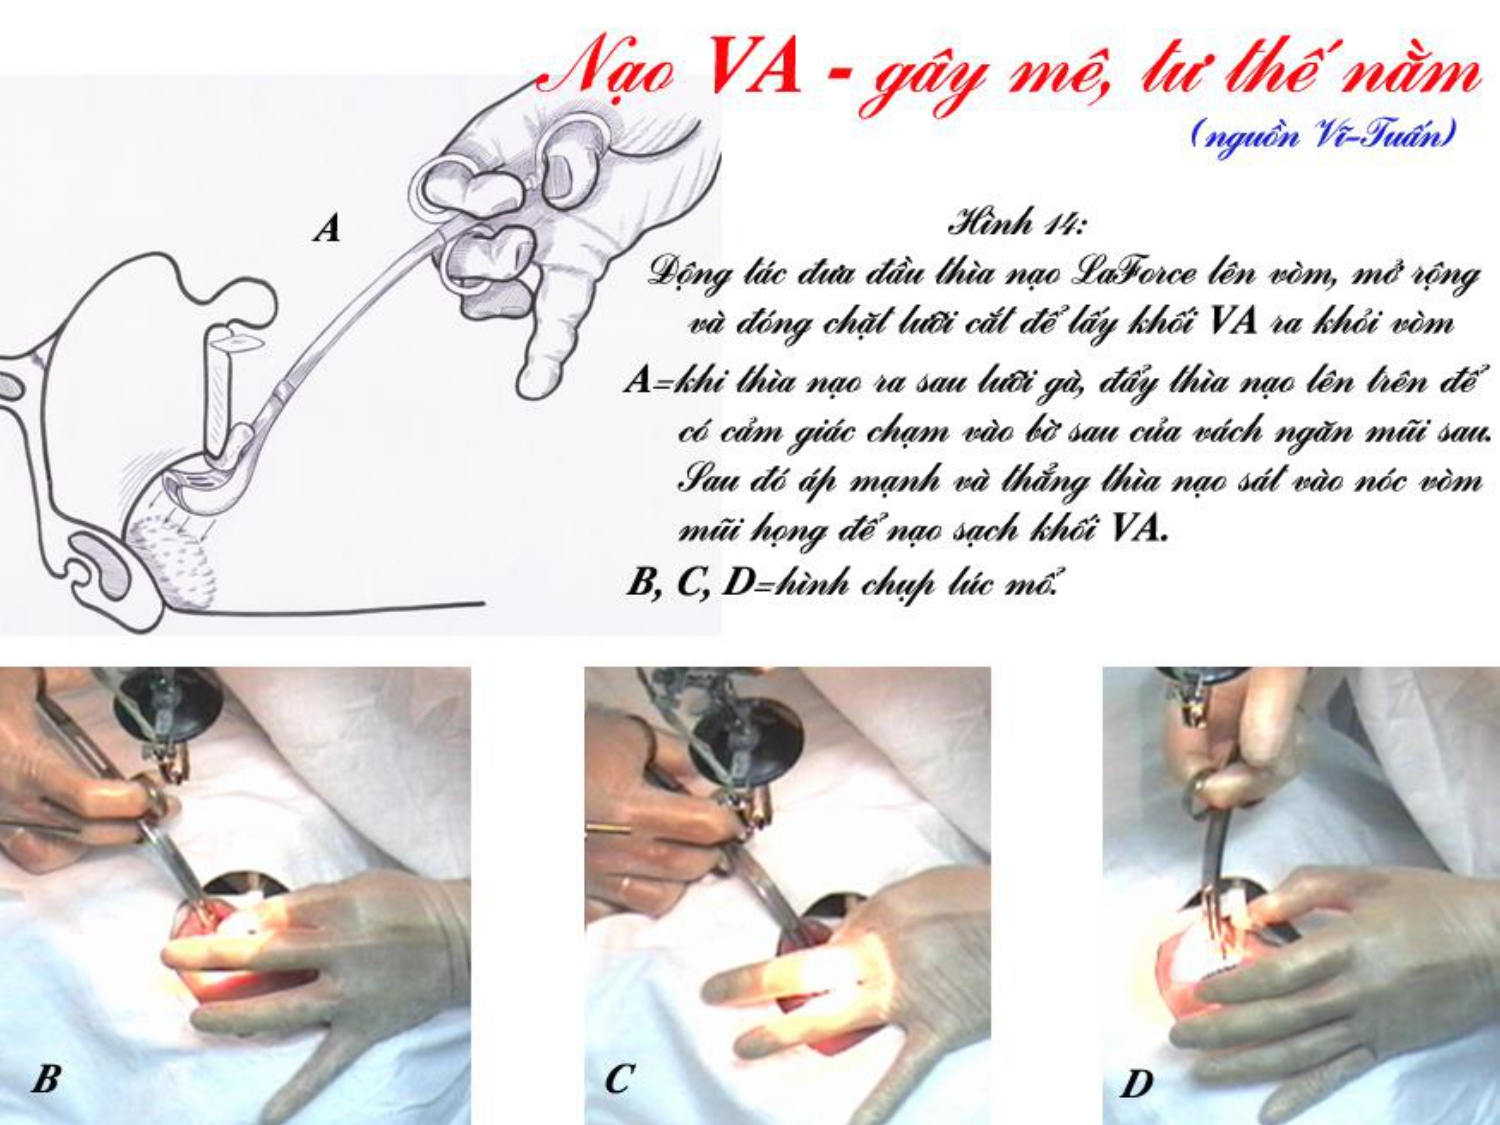 Nạo VA - gây mê, tư thế nằm
(nguồn Vĩ-Tuấn)
A
Hình 14:
Động tác đưa đầu thìa nạo LaForce lên vòm, mở rộng
và đóng chặt lưỡi cắt để lấy khối VA ra khỏi vòm
A=khi thìa nạo ra sau lưỡi gà, đẩy thìa nạo lên trên để
có cảm giác chạm vào bờ sau của vách ngăn mũi sau.
Sau đó áp mạnh và thẳng thìa nạo sát vào nóc vòm
mũi họng để nạo sạch khối VA.
B, C, D=hình chụp lúc mổ.
B
C
D